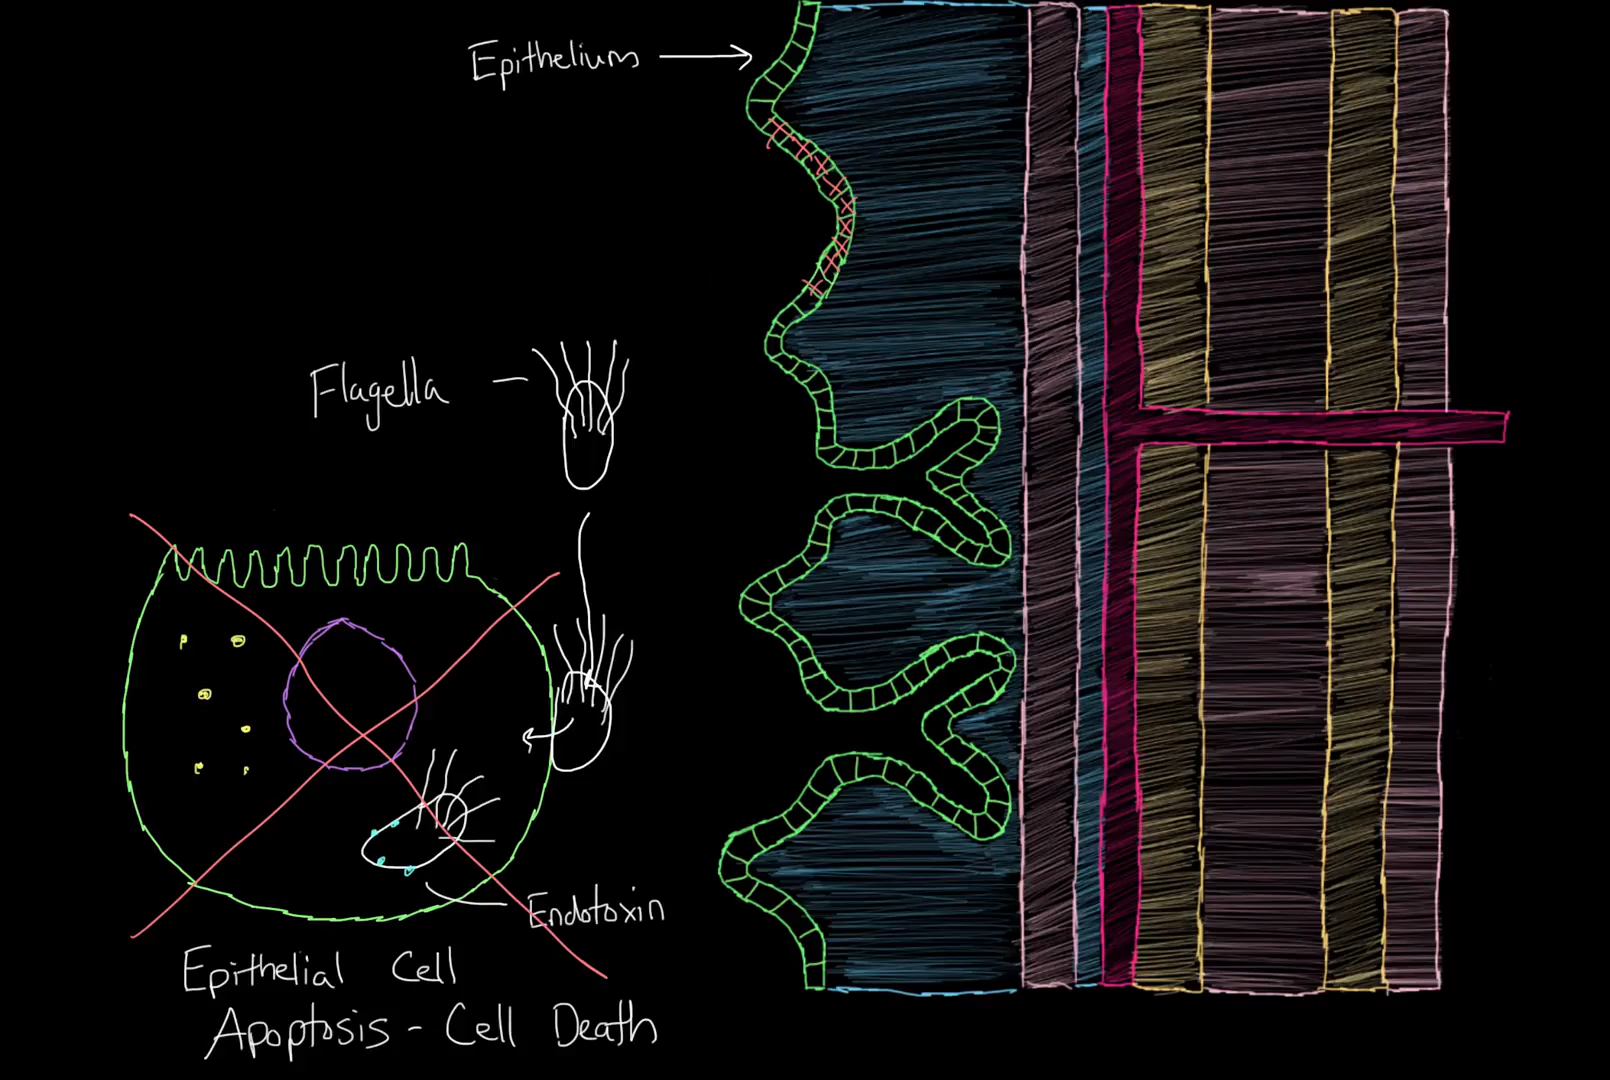 Epithelium
Flagella
Endotoxin
Epithelial Cell
Apoptosis - Cell Death